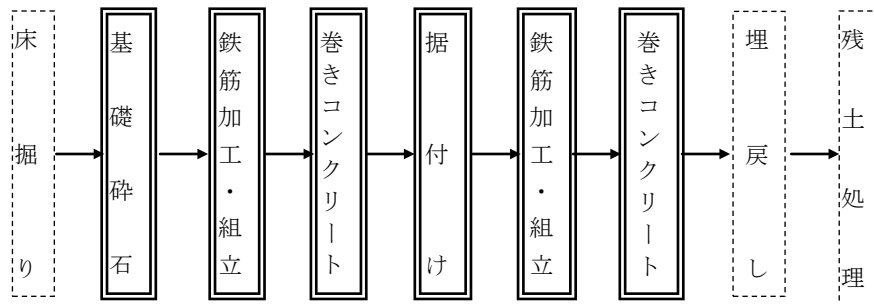 床掘り
基礎砕石
鉄筋加工・組立
巻きコンクリート
据付け
鉄筋加工・組立
巻きコンクリート
埋戻し
残土処理